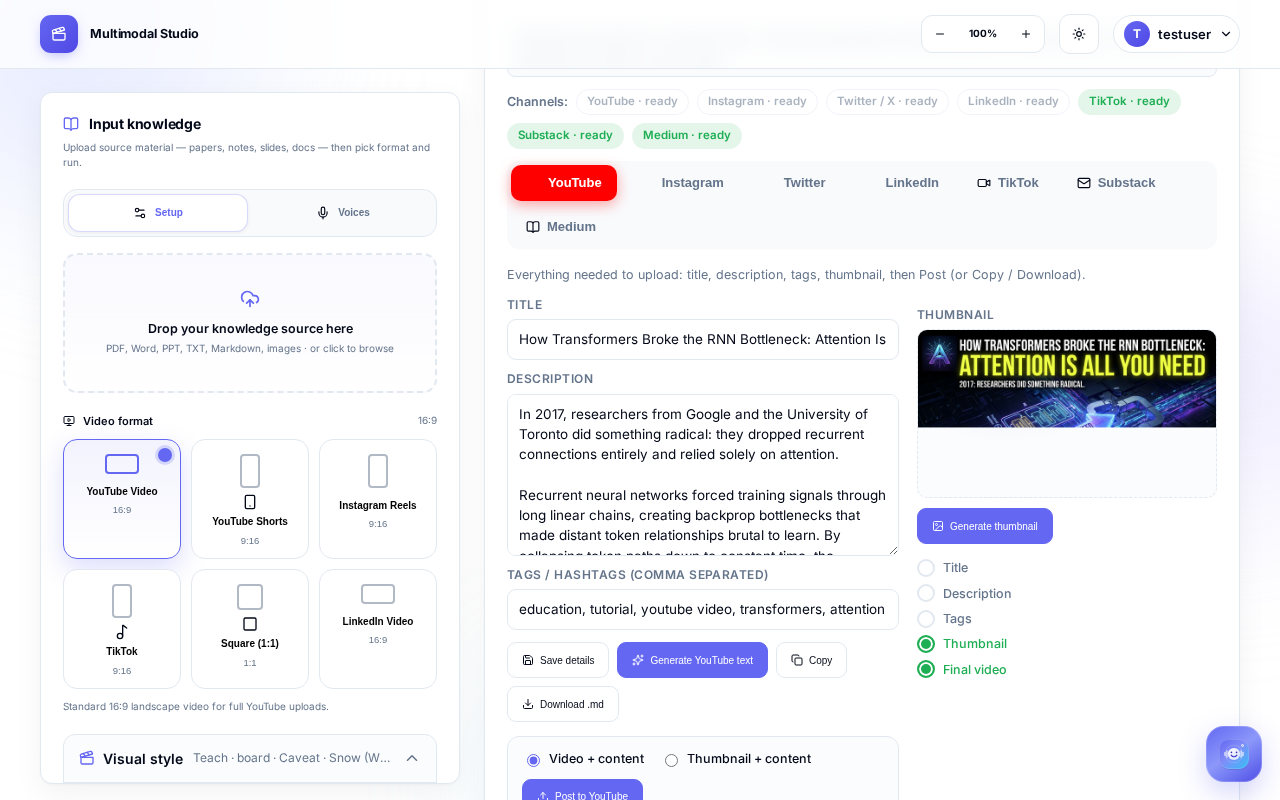 Multimodal Studio
100%
T
testuser
Input knowledge
Upload source material — papers, notes, slides, docs — then pick format and
run.
Setup
Voices
Drop your knowledge source here
PDF, Word, PPT, TXT, Markdown, images · or click to browse
Video format
16:9
YouTube Video
16:9
YouTube Shorts
9:16
Instagram Reels
9:16
TikTok
9:16
Square (1:1)
1:1
LinkedIn Video
16:9
Standard 16:9 landscape video for full YouTube uploads.
Visual style
Teach · board · Caveat · Snow (W...
Channels:
YouTube · ready
Instagram · ready
Twitter / X · ready
LinkedIn · ready
TikTok · ready
Substack · ready
Medium · ready
YouTube
Instagram
Twitter
LinkedIn
TikTok
Substack
Medium
Everything needed to upload: title, description, tags, thumbnail, then Post (or Copy / Download).
TITLE
How Transformers Broke the RNN Bottleneck: Attention Is
DESCRIPTION
In 2017, researchers from Google and the University of
Toronto did something radical: they dropped recurrent
connections entirely and relied solely on attention.
Recurrent neural networks forced training signals through
long linear chains, creating backprop bottlenecks that
made distant token relationships brutal to learn. By
collapsing token paths down to constant time, the
TAGS / HASHTAGS (COMMA SEPARATED)
education, tutorial, youtube video, transformers, attention
Save details
Generate YouTube text
Copy
Download .md
Video + content
Thumbnail + content
Post to YouTube
THUMBNAIL
A
HOW TRANSFORMERS BROKE THE RNN BOTTLENECK:
ATTENTION IS ALL YOU NEED
2017: RESEARCHERS DID SOMETHING RADICAL.
Generate thumbnail
Title
Description
Tags
Thumbnail
Final video